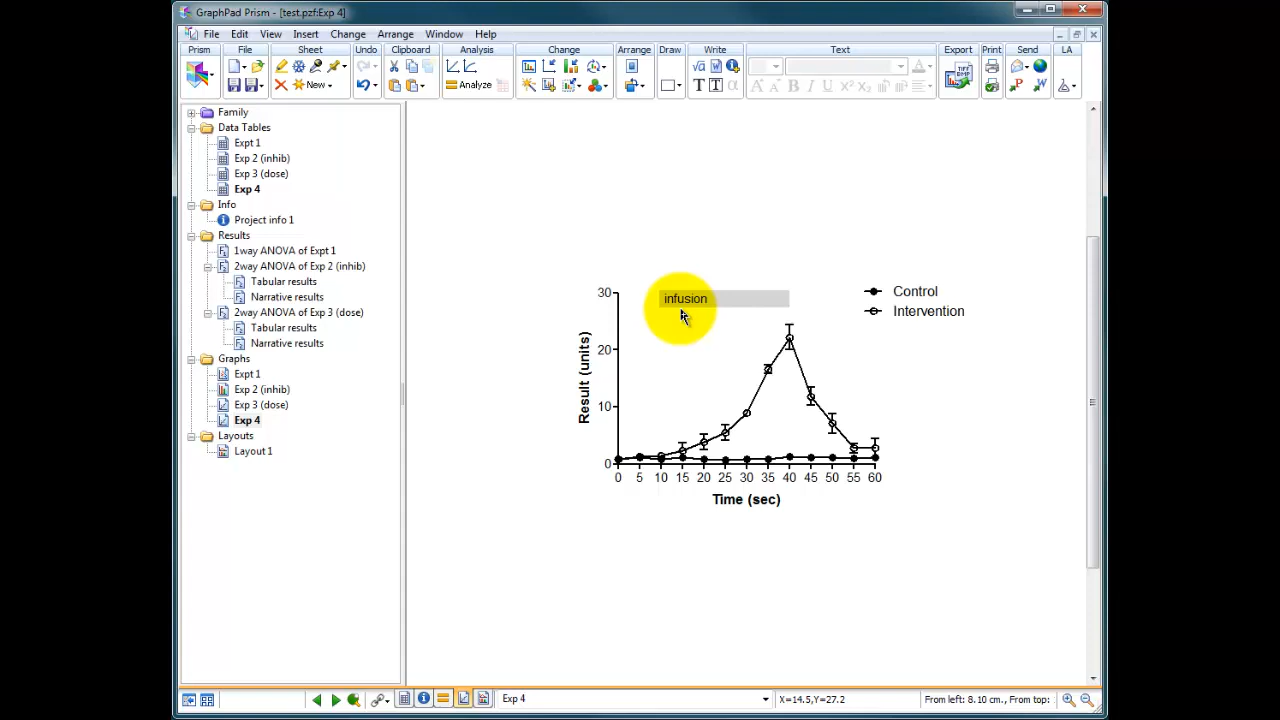 GraphPad Prism - [test.pzf:Exp 4]
File Edit View Insert Change Arrange Window Help
Prism File Sheet Undo Clipboard Analysis Change Arrange Draw Write Text Export Print Send LA
New
Analyze
Family
Data Tables
Expt 1
Exp 2 (inhib)
Exp 3 (dose)
Exp 4
Info
Project info 1
Results
1way ANOVA of Expt 1
2way ANOVA of Exp 2 (inhib)
Tabular results
Narrative results
2way ANOVA of Exp 3 (dose)
Tabular results
Narrative results
Graphs
Expt 1
Exp 2 (inhib)
Exp 3 (dose)
Exp 4
Layouts
Layout 1
infusion
Control
Intervention
30
20
10
0
Result (units)
0 5 10 15 20 25 30 35 40 45 50 55 60
Time (sec)
Exp 4
X=14.5,Y=27.2
From left: 8.10 cm., From top: